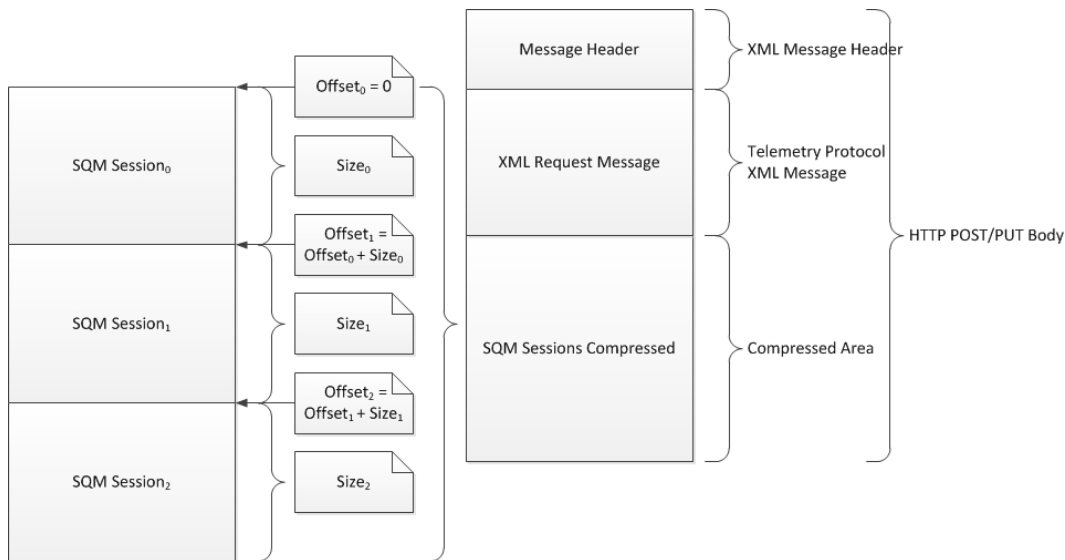 SQM Session₀
SQM Session₁
SQM Session₂
Offset₀ = 0
Size₀
Offset₁ =
Offset₀ + Size₀
Size₁
Offset₂ =
Offset₁ + Size₁
Size₂
Message Header
XML Request Message
SQM Sessions Compressed
XML Message Header
Telemetry Protocol
XML Message
Compressed Area
HTTP POST/PUT Body